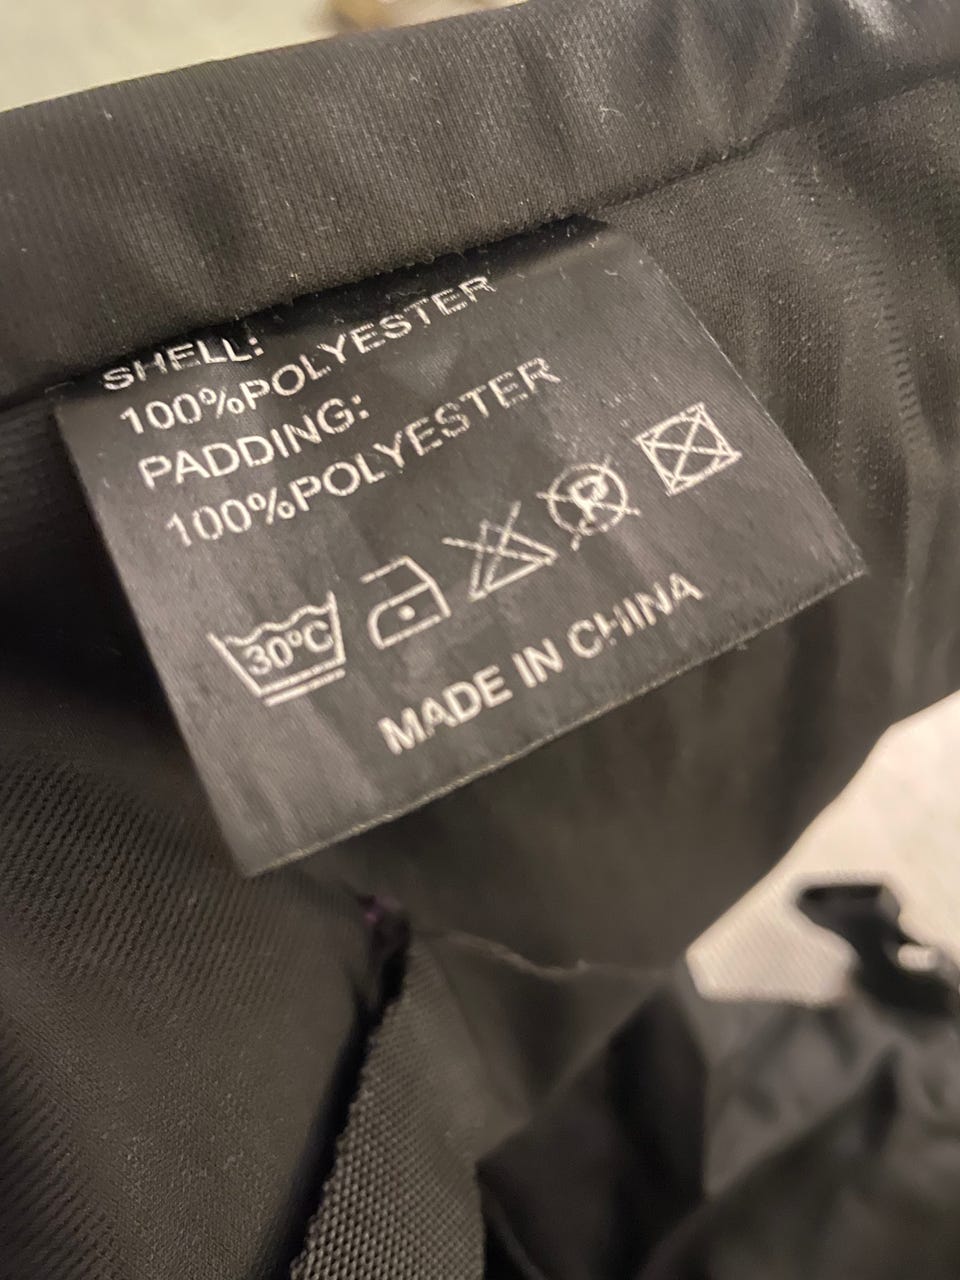 SHELL:
100%POLYESTER
PADDING:
100%POLYESTER
30°C P
MADE IN CHINA